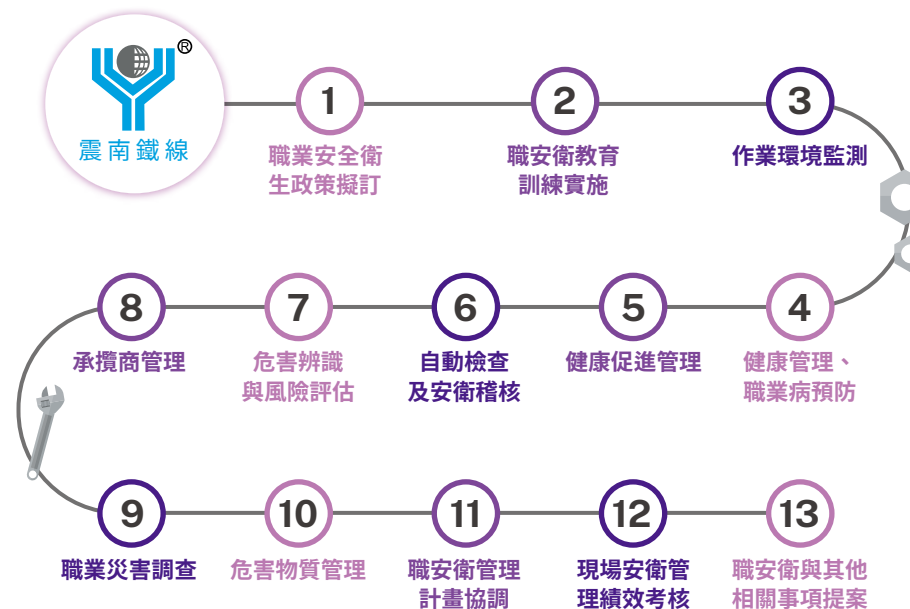 ®
震南鐵線
1
職業安全衛
生政策擬訂
2
職安衛教育
訓練實施
3
作業環境監測
4
健康管理、
職業病預防
5
健康促進管理
6
自動檢查
及安衛稽核
7
危害辨識
與風險評估
8
承攬商管理
9
職業災害調查
10
危害物質管理
11
職安衛管理
計畫協調
12
現場安衛管
理績效考核
13
職安衛與其他
相關事項提案